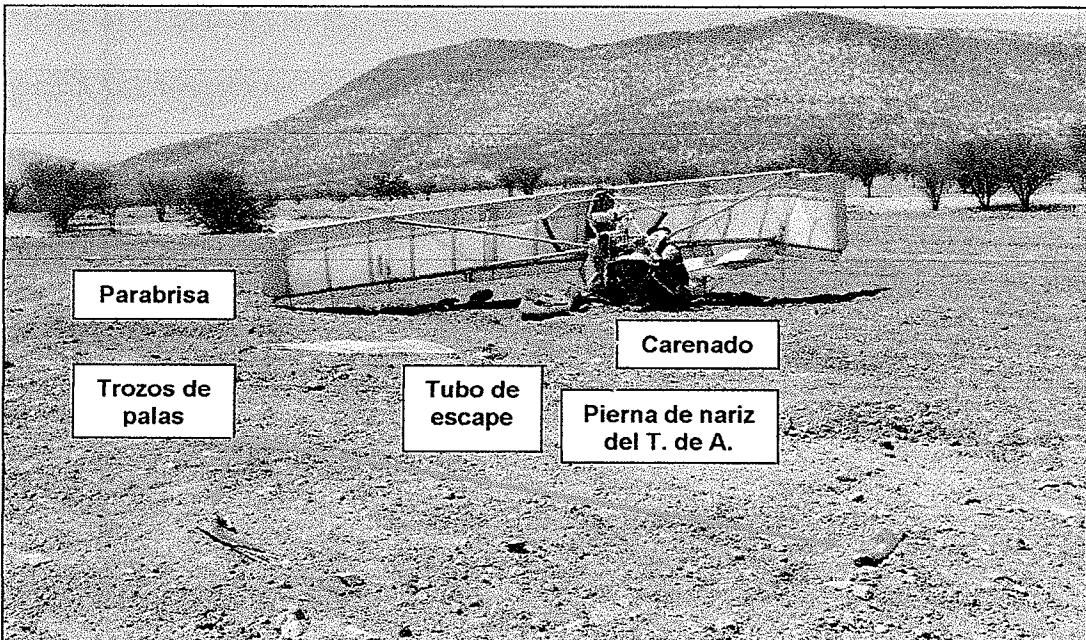 Parabrisa
Carenado
Trozos de
palas
Tubo de
escape
Pierna de nariz
del T. de A.